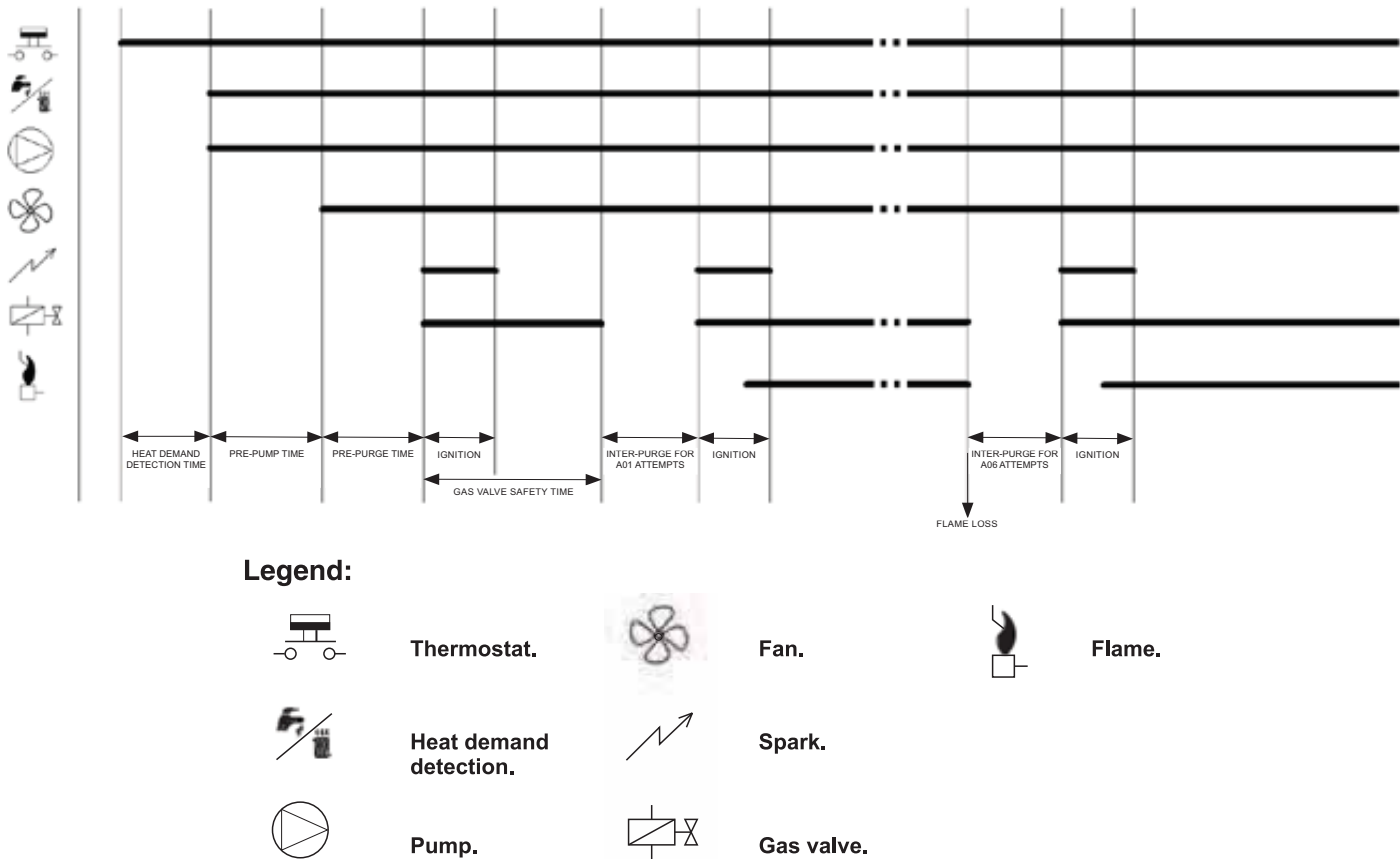 HEAT DEMAND
DETECTION TIME
PRE-PUMP TIME
PRE-PURGE TIME
IGNITION
GAS VALVE SAFETY TIME
INTER-PURGE FOR
A01 ATTEMPTS
IGNITION
FLAME LOSS
INTER-PURGE FOR
A06 ATTEMPTS
IGNITION
Legend:
Thermostat.
Fan.
Flame.
Heat demand
detection.
Spark.
Pump.
Gas valve.